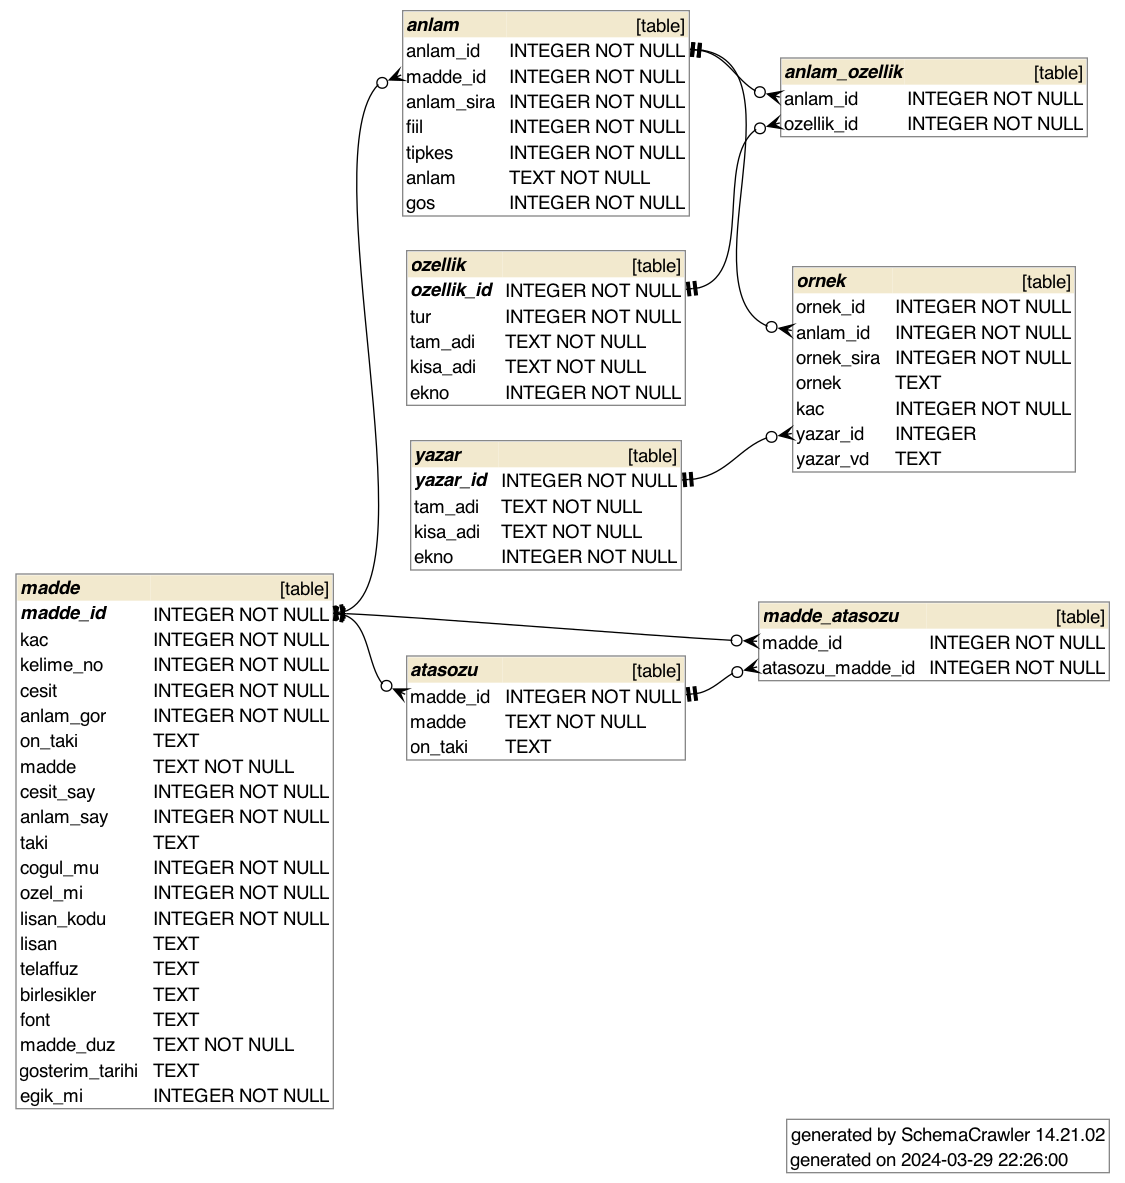 anlam [table]
anlam_id INTEGER NOT NULL
madde_id INTEGER NOT NULL
anlam_sira INTEGER NOT NULL
fiil INTEGER NOT NULL
tipkes INTEGER NOT NULL
anlam TEXT NOT NULL
gos INTEGER NOT NULL
anlam_ozellik [table]
anlam_id INTEGER NOT NULL
ozellik_id INTEGER NOT NULL
ozellik [table]
ozellik_id INTEGER NOT NULL
tur INTEGER NOT NULL
tam_adi TEXT NOT NULL
kisa_adi TEXT NOT NULL
ekno INTEGER NOT NULL
ornek [table]
ornek_id INTEGER NOT NULL
anlam_id INTEGER NOT NULL
ornek_sira INTEGER NOT NULL
ornek TEXT
kac INTEGER NOT NULL
yazar_id INTEGER
yazar_vd TEXT
yazar [table]
yazar_id INTEGER NOT NULL
tam_adi TEXT NOT NULL
kisa_adi TEXT NOT NULL
ekno INTEGER NOT NULL
madde [table]
madde_id INTEGER NOT NULL
kac INTEGER NOT NULL
kelime_no INTEGER NOT NULL
cesit INTEGER NOT NULL
anlam_gor INTEGER NOT NULL
on_taki TEXT
madde TEXT NOT NULL
cesit_say INTEGER NOT NULL
anlam_say INTEGER NOT NULL
taki TEXT
cogul_mu INTEGER NOT NULL
ozel_mi INTEGER NOT NULL
lisan_kodu INTEGER NOT NULL
lisan TEXT
telaffuz TEXT
birlesikler TEXT
font TEXT
madde_duz TEXT NOT NULL
gosterim_tarihi TEXT
egik_mi INTEGER NOT NULL
atasozu [table]
madde_id INTEGER NOT NULL
madde TEXT NOT NULL
on_taki TEXT
madde_atasozu [table]
madde_id INTEGER NOT NULL
atasozu_madde_id INTEGER NOT NULL
generated by SchemaCrawler 14.21.02
generated on 2024-03-29 22:26:00